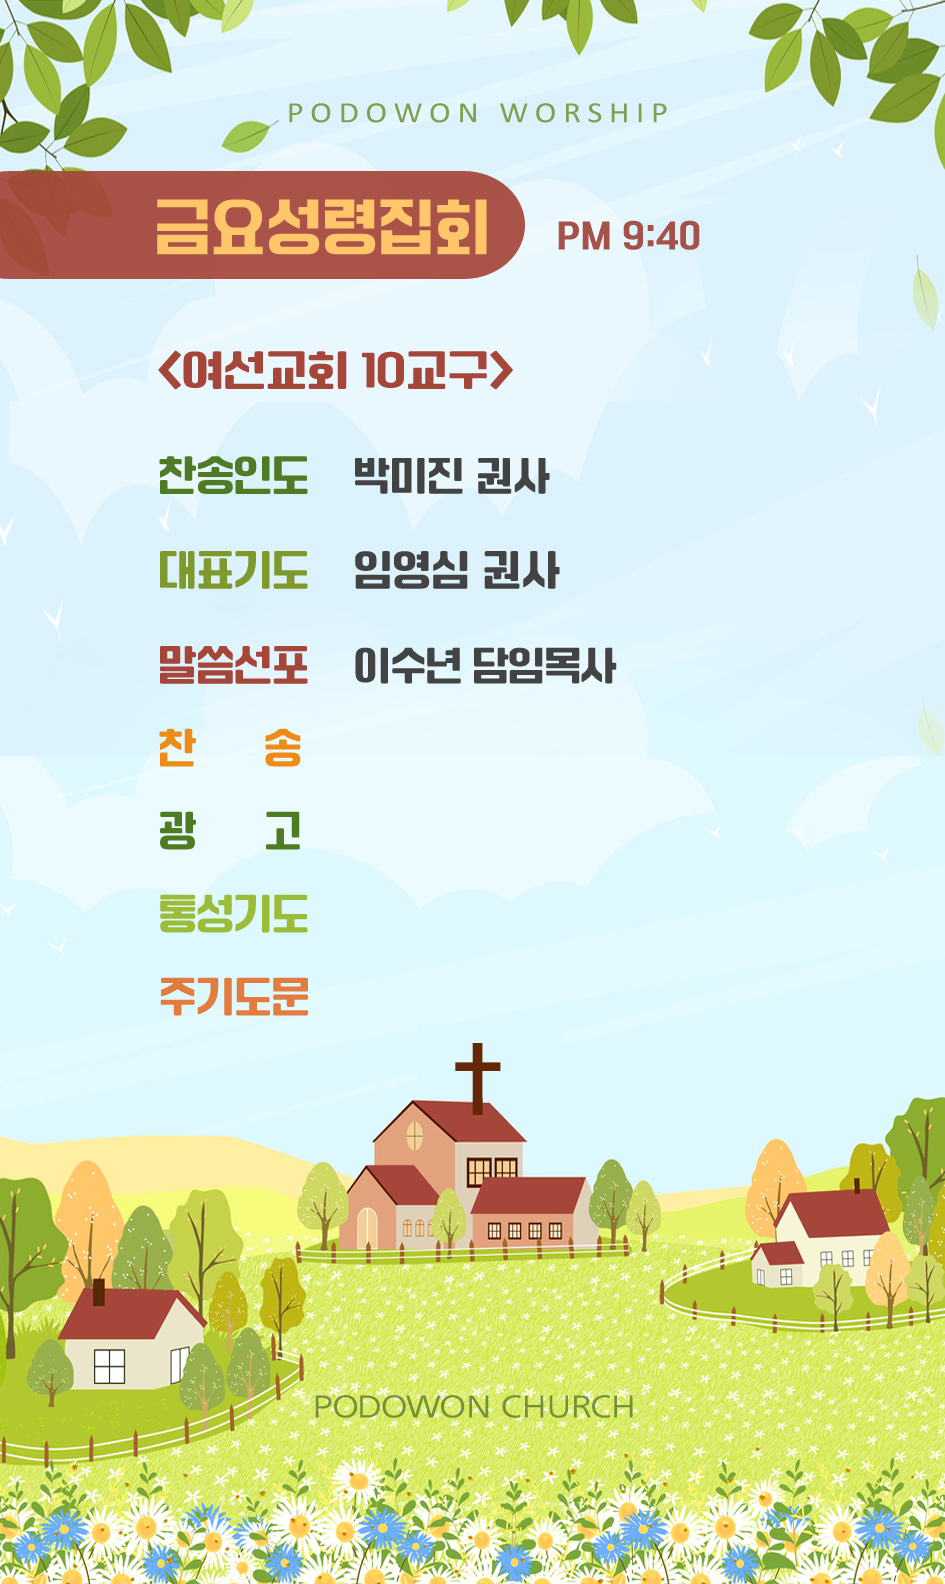 PODOWON WORSHIP
금요성령집회 PM 9:40
<여선교회 10교구>
찬송인도 박미진 권사
대표기도 임영심 권사
말씀선포 이수년 담임목사
찬 송
광 고
통성기도
주기도문
PODOWON CHURCH